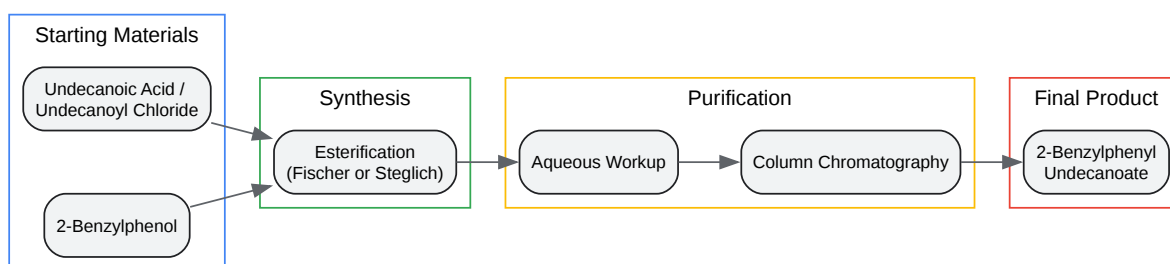 Starting Materials
Undecanoic Acid /
Undecanoyl Chloride
2-Benzylphenol
Synthesis
Esterification
(Fischer or Steglich)
Purification
Aqueous Workup
Column Chromatography
Final Product
2-Benzylphenyl
Undecanoate